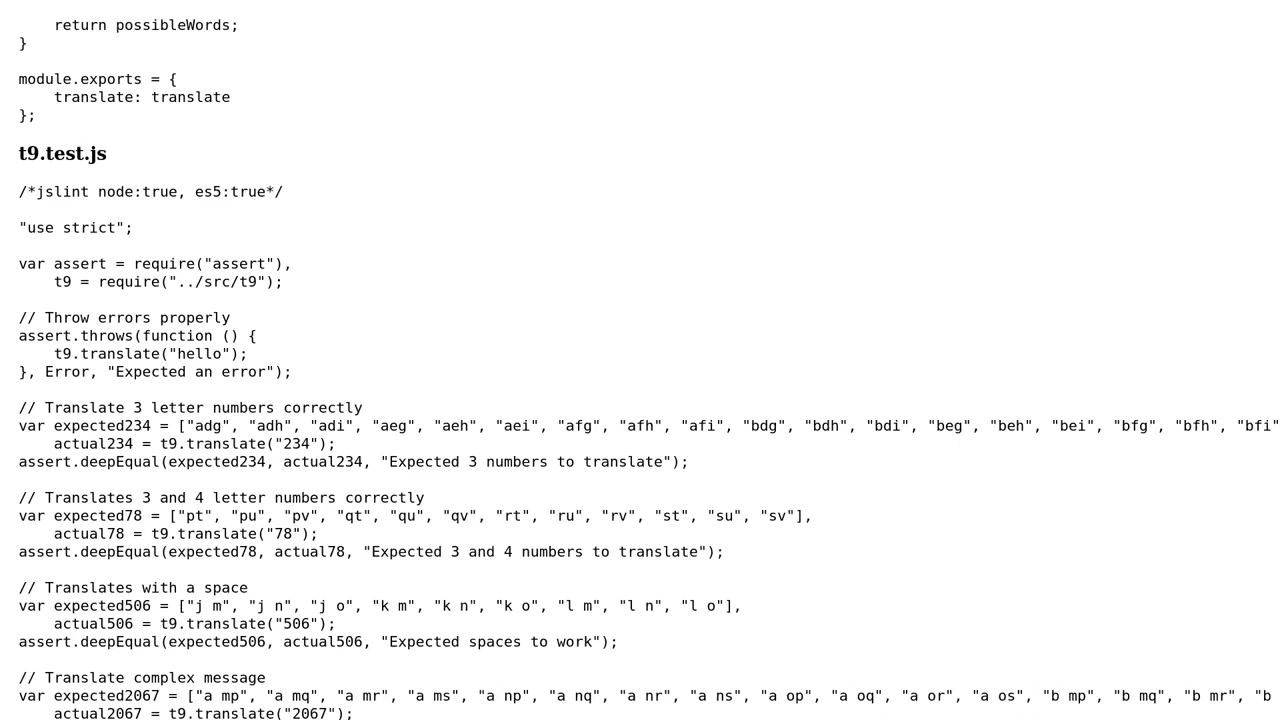 return possibleWords;
}

module.exports = {
    translate: translate
};
t9.test.js
/*jslint node:true, es5:true*/

"use strict";

var assert = require("assert"),
    t9 = require("../src/t9");

// Throw errors properly
assert.throws(function () {
    t9.translate("hello");
}, Error, "Expected an error");

// Translate 3 letter numbers correctly
var expected234 = ["adg", "adh", "adi", "aeg", "aeh", "aei", "afg", "afh", "afi", "bdg", "bdh", "bdi", "beg", "beh", "bei", "bfg", "bfh", "bfi"
    actual234 = t9.translate("234");
assert.deepEqual(expected234, actual234, "Expected 3 numbers to translate");

// Translates 3 and 4 letter numbers correctly
var expected78 = ["pt", "pu", "pv", "qt", "qu", "qv", "rt", "ru", "rv", "st", "su", "sv"],
    actual78 = t9.translate("78");
assert.deepEqual(expected78, actual78, "Expected 3 and 4 numbers to translate");

// Translates with a space
var expected506 = ["j m", "j n", "j o", "k m", "k n", "k o", "l m", "l n", "l o"],
    actual506 = t9.translate("506");
assert.deepEqual(expected506, actual506, "Expected spaces to work");

// Translate complex message
var expected2067 = ["a mp", "a mq", "a mr", "a ms", "a np", "a nq", "a nr", "a ns", "a op", "a oq", "a or", "a os", "b mp", "b mq", "b mr", "b
    actual2067 = t9.translate("2067");